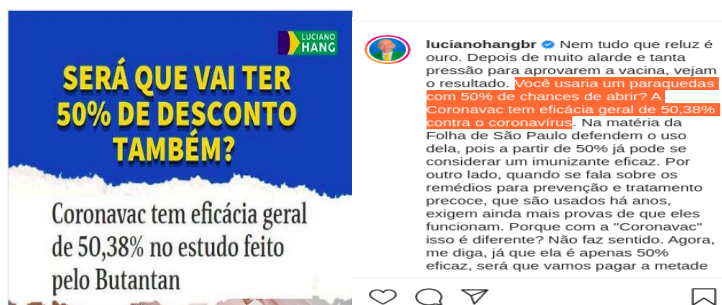 LUCIANO
HANG
SERÁ QUE VAI TER
50% DE DESCONTO
TAMBÉM?
Coronavac tem eficácia geral
de 50,38% no estudo feito
pelo Butantan
lucianohangbr Nem tudo que reluz é
ouro. Depois de muito alarde e tanta
pressão para aprovarem a vacina, vejam
o resultado. Você usaria um paraquedas
com 50% de chances de abrir? A
Coronavac tem eficácia geral de 50,38%
contra o coronavírus. Na matéria da
Folha de São Paulo defendem o uso
dela, pois a partir de 50% já pode se
considerar um imunizante eficaz. Por
outro lado, quando se fala sobre os
remédios para prevenção e tratamento
precoce, que são usados há anos,
exigem ainda mais provas de que eles
funcionam. Porque com a "Coronavac"
isso é diferente? Não faz sentido. Agora,
me diga, já que ela é apenas 50%
eficaz, será que vamos pagar a metade